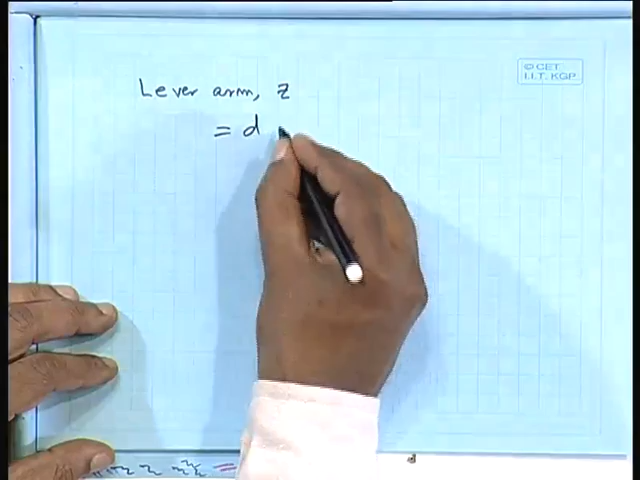 © CET
I.I.T. KGP
Lever arm, z
= d